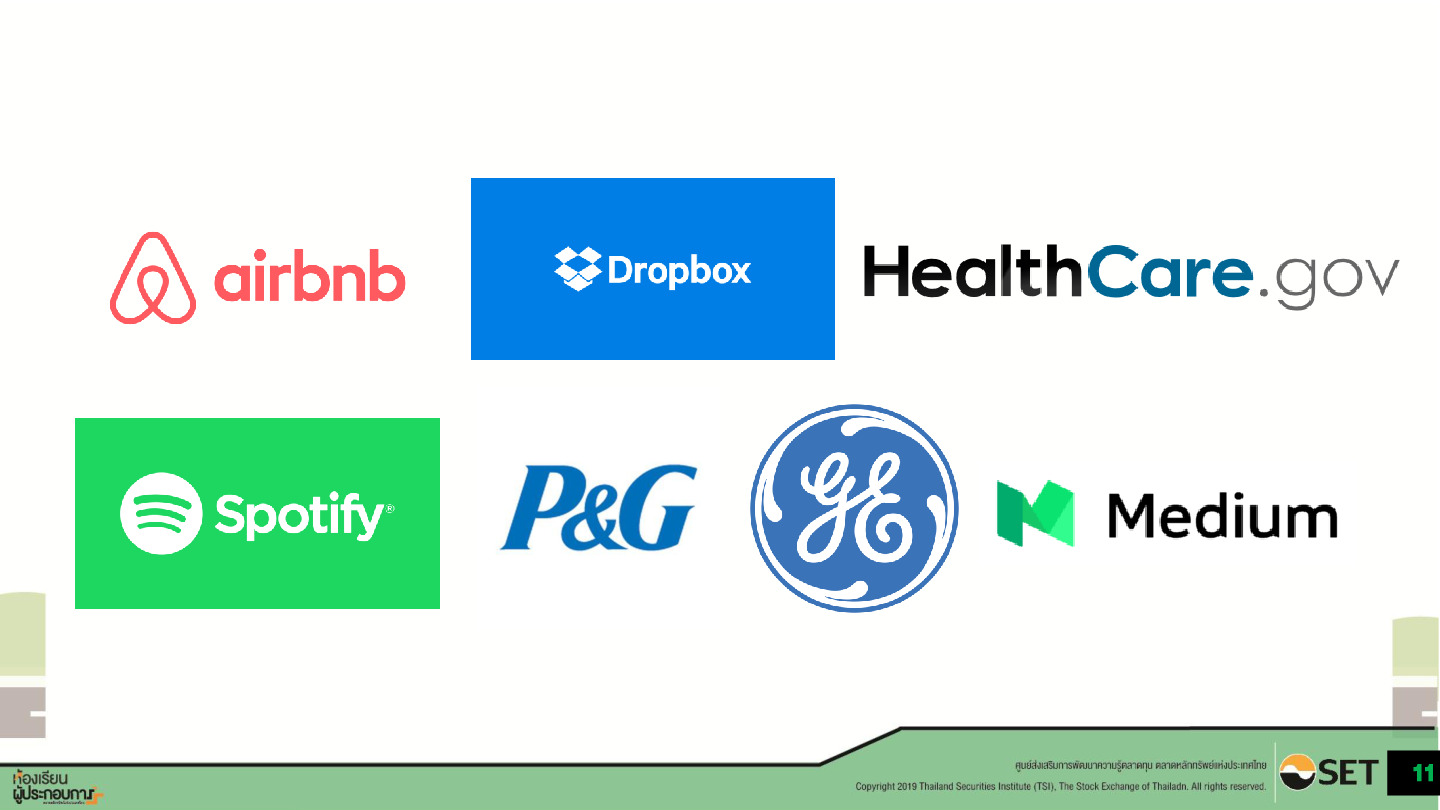 airbnb
Dropbox
HealthCare.gov
Spotify®
P&G
GE
Medium
ห้องเรียน
ผู้ประกอบการ
ศูนย์ส่งเสริมการพัฒนาความรู้ตลาดทุน ตลาดหลักทรัพย์แห่งประเทศไทย
Copyright 2019 Thailand Securities Institute (TSI), The Stock Exchange of Thailadn. All rights reserved.
SET
11